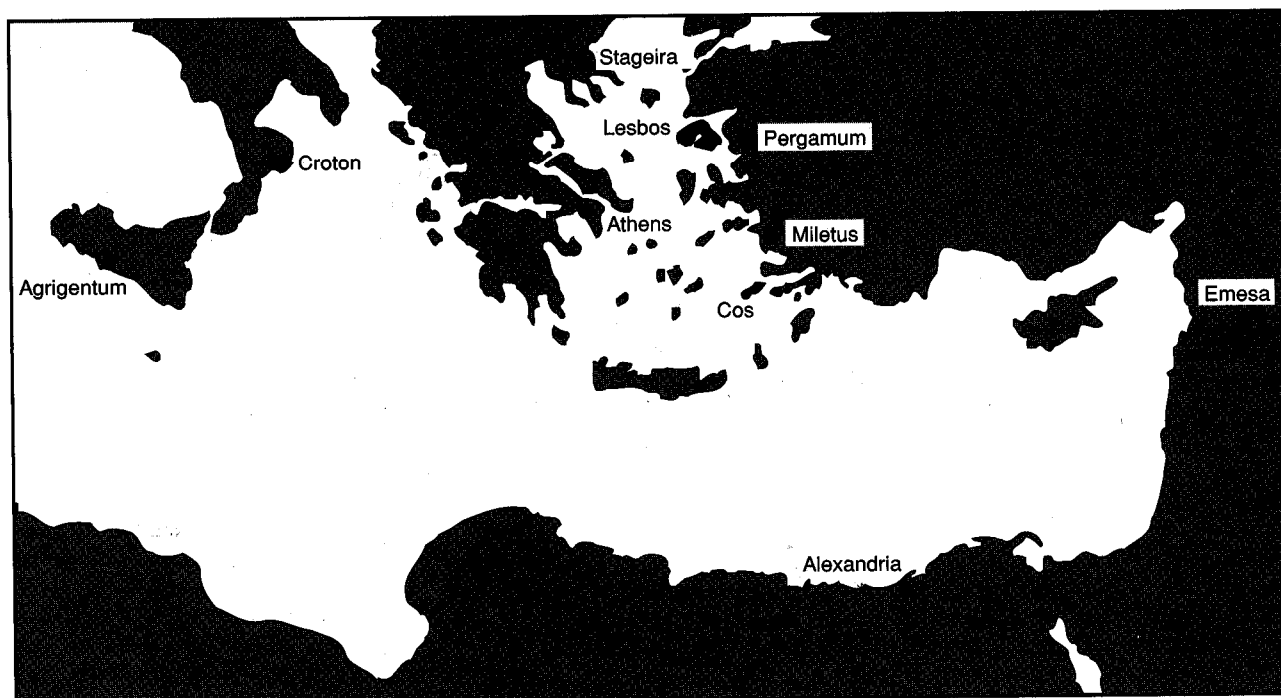 Stageira
Lesbos
Pergamum
Croton
Athens
Miletus
Agrigentum
Emesa
Cos
Alexandria